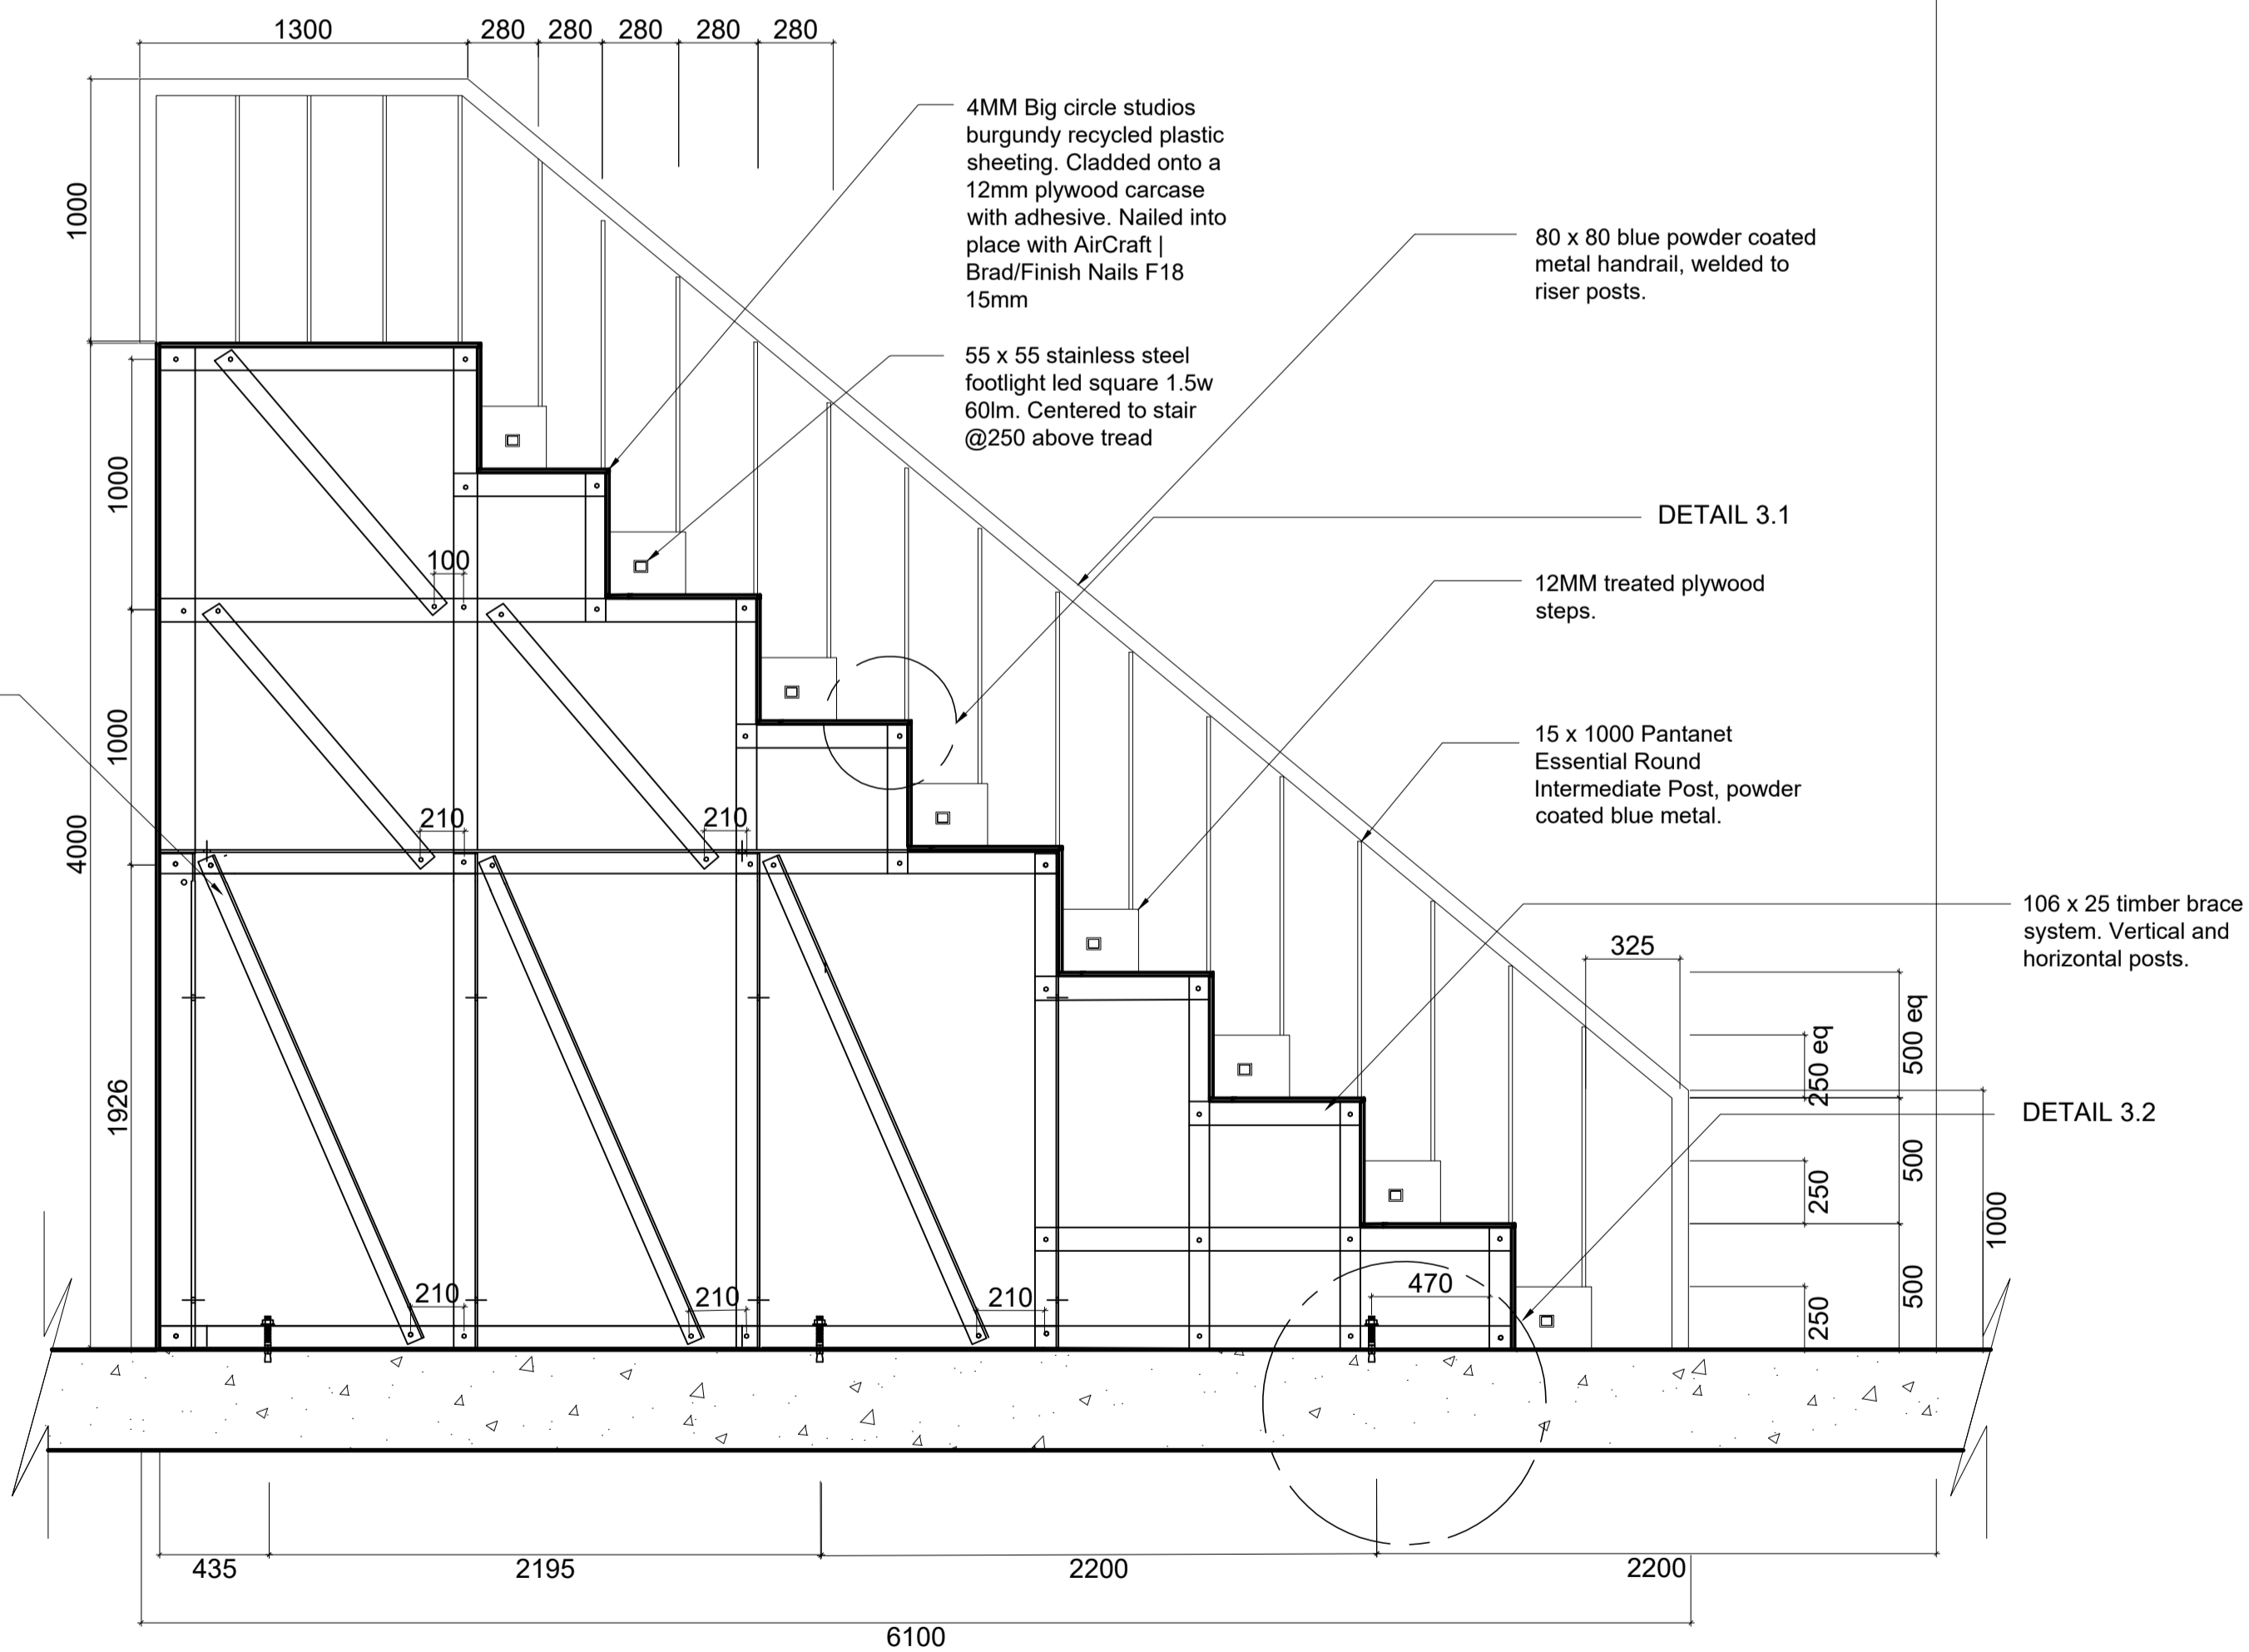 1300
280
280
280
280
280
4MM Big circle studios
burgundy recycled plastic
sheeting. Cladded onto a
12mm plywood carcase
with adhesive. Nailed into
place with AirCraft |
Brad/Finish Nails F18
15mm
55 x 55 stainless steel
footlight led square 1.5w
60lm. Centered to stair
@250 above tread
80 x 80 blue powder coated
metal handrail, welded to
riser posts.
DETAIL 3.1
12MM treated plywood
steps.
15 x 1000 Pantanet
Essential Round
Intermediate Post, powder
coated blue metal.
106 x 25 timber brace
system. Vertical and
horizontal posts.
DETAIL 3.2
1000
1000
1000
4000
1926
100
210
210
210
210
210
470
325
250 eq
500 eq
250
500
250
500
1000
435
2195
2200
2200
6100